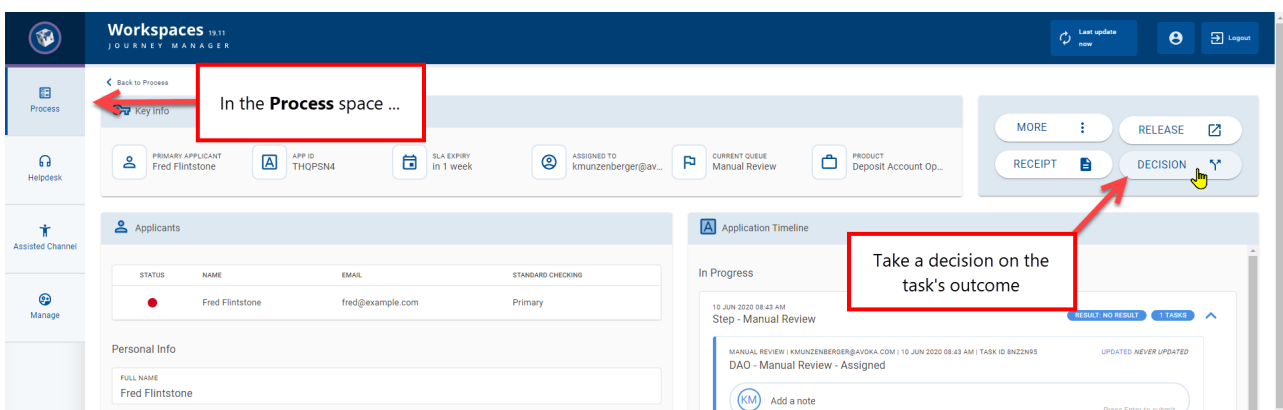 Workspaces 19.11
JOURNEY MANAGER
Last update
now
Logout
Process
Helpdesk
Assisted Channel
Manage
Back to Process
Key info
In the Process space ...
PRIMARY APPLICANT
Fred Flintstone
APP ID
THQPSN4
SLA EXPIRY
in 1 week
ASSIGNED TO
kmunzenberger@av...
CURRENT QUEUE
Manual Review
PRODUCT
Deposit Account Op...
MORE
RELEASE
RECEIPT
DECISION
Applicants
STATUS NAME EMAIL STANDARD CHECKING
Fred Flintstone fred@example.com Primary
Personal Info
FULL NAME
Fred Flintstone
Application Timeline
Take a decision on the
task's outcome
In Progress
10 JUN 2020 08:43 AM
Step - Manual Review
RESULT: NO RESULT 1 TASKS
MANUAL REVIEW | KMUNZENBERGER@AVOKA.COM | 10 JUN 2020 08:43 AM | TASK ID 8NZ2N95
UPDATED NEVER UPDATED
DAO - Manual Review - Assigned
KM Add a note
Press Enter to submit